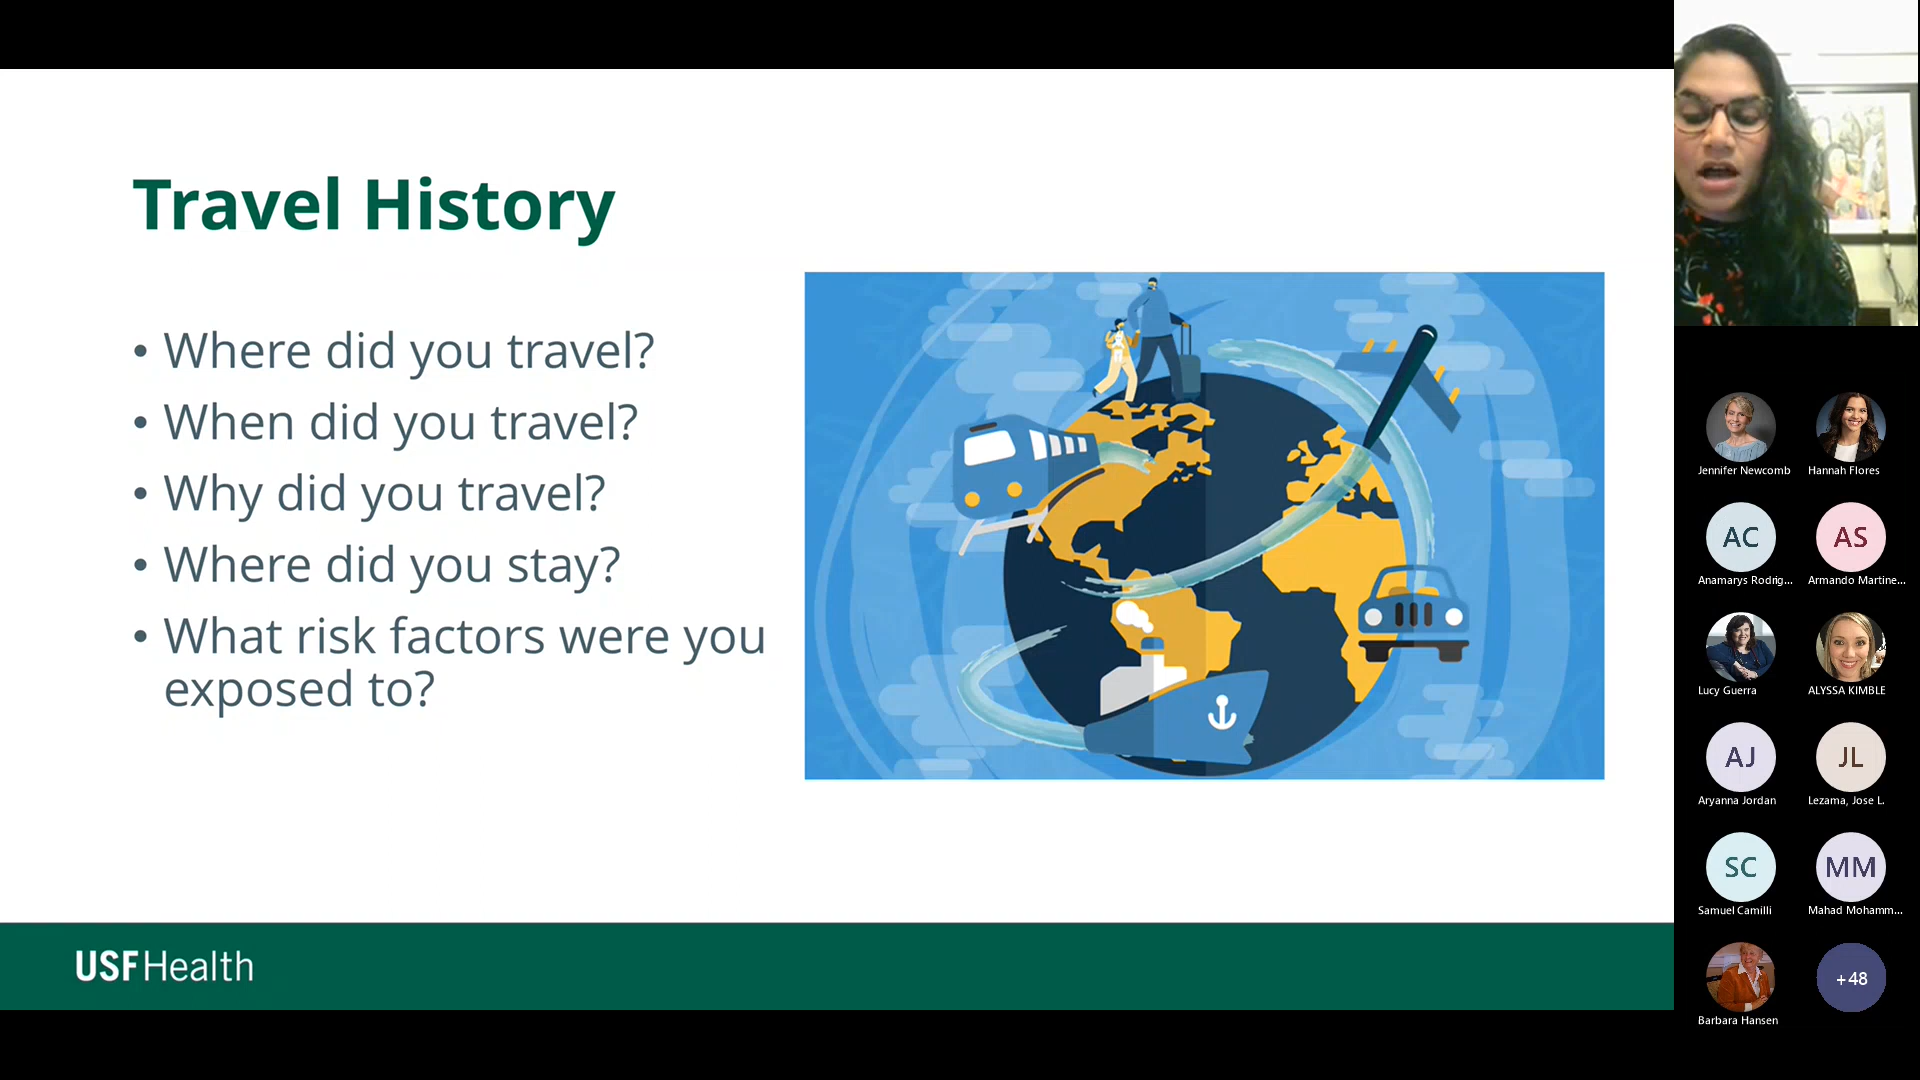 Travel History
• Where did you travel?
• When did you travel?
• Why did you travel?
• Where did you stay?
• What risk factors were you
exposed to?
USFHealth
Jennifer Newcomb
Hannah Flores
AC
AS
Anamarys Rodrig...
Armando Martine...
Lucy Guerra
ALYSSA KIMBLE
AJ
JL
Aryanna Jordan
Lezama, Jose L.
SC
MM
Samuel Camilli
Mahad Mohamm...
+48
Barbara Hansen